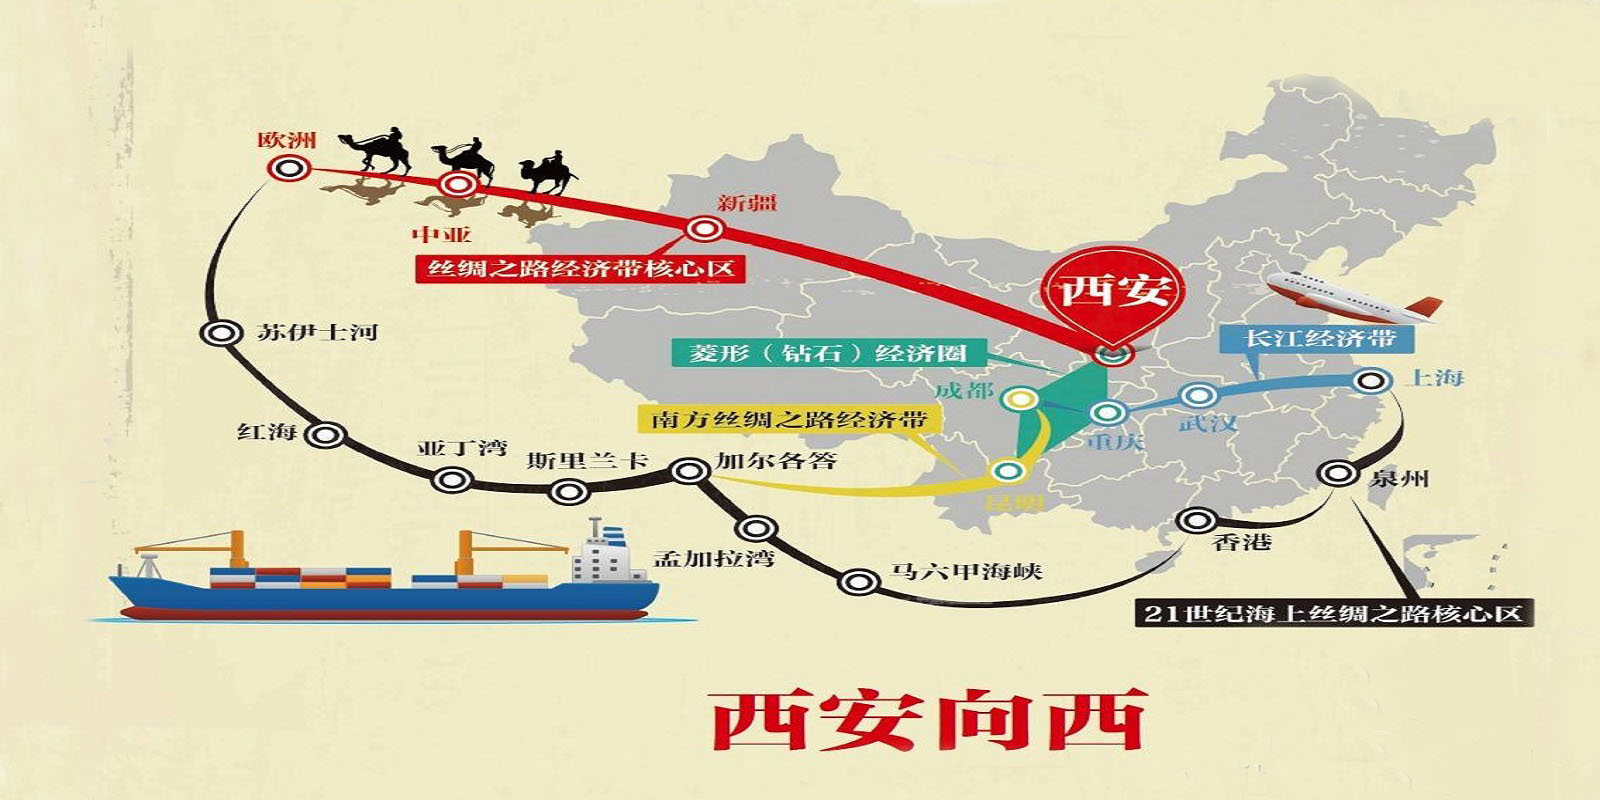 欧洲
中亚
新疆
丝绸之路经济带核心区
西安
长江经济带
菱形（钻石）经济圈
苏伊士河
成都
上海
南方丝绸之路经济带
武汉
重庆
红海
亚丁湾
斯里兰卡
加尔各答
泉州
昆明
孟加拉湾
香港
马六甲海峡
21世纪海上丝绸之路核心区
西安向西